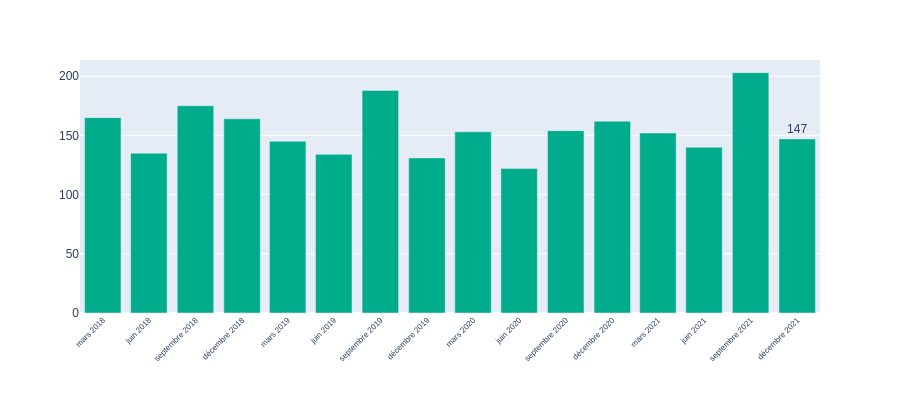 200
150
100
50
0
147
mars 2018
juin 2018
septembre 2018
décembre 2018
mars 2019
juin 2019
septembre 2019
décembre 2019
mars 2020
juin 2020
septembre 2020
décembre 2020
mars 2021
juin 2021
septembre 2021
décembre 2021